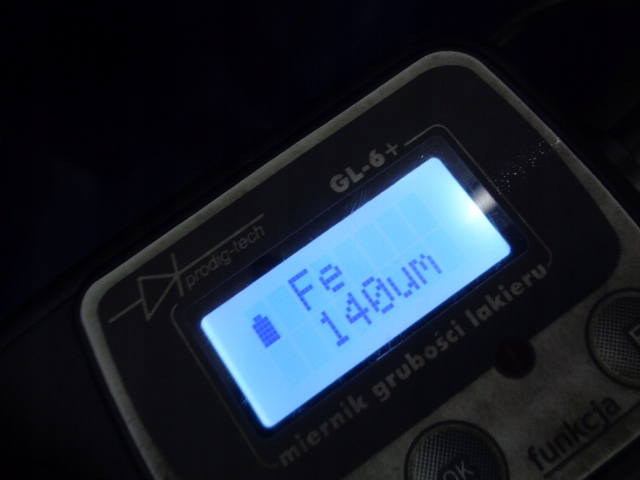 GL-6+
prodig-tech
Fe
140um
miernik grubości lakieru
OK
funkcja